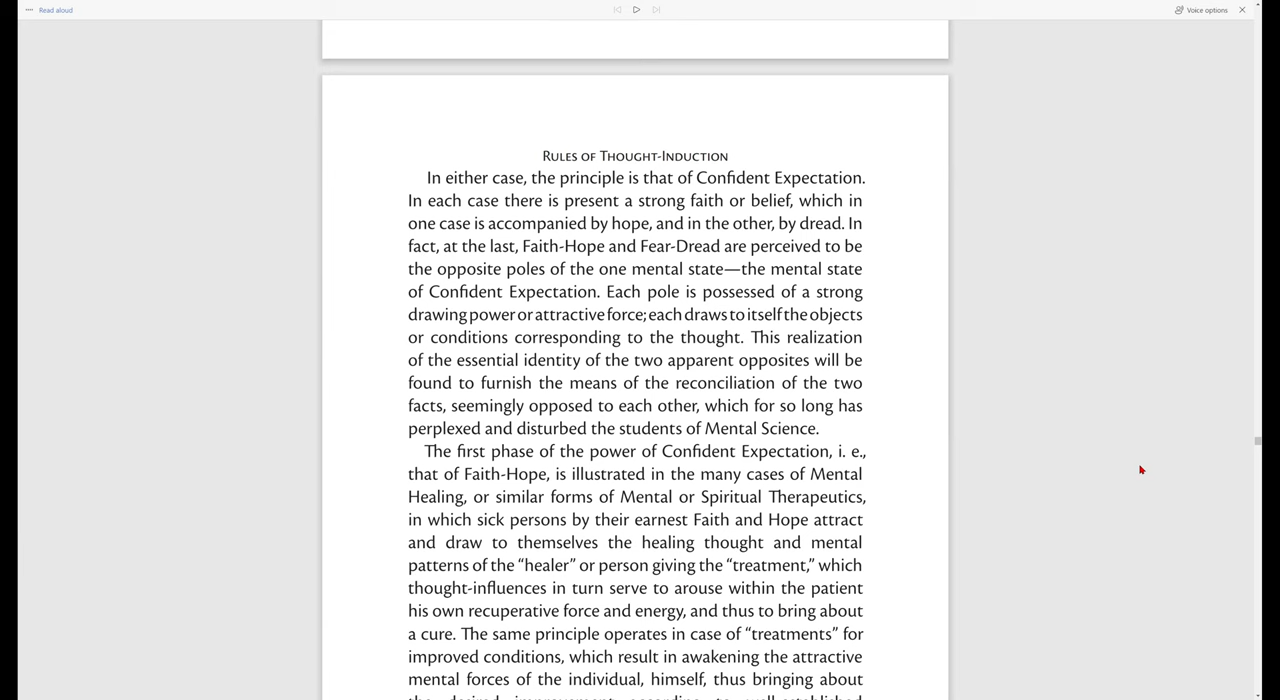 Read aloud
Voice options
Rules of Thought-Induction
In either case, the principle is that of Confident Expectation.
In each case there is present a strong faith or belief, which in
one case is accompanied by hope, and in the other, by dread. In
fact, at the last, Faith-Hope and Fear-Dread are perceived to be
the opposite poles of the one mental state—the mental state
of Confident Expectation. Each pole is possessed of a strong
drawing power or attractive force; each draws to itself the objects
or conditions corresponding to the thought. This realization
of the essential identity of the two apparent opposites will be
found to furnish the means of the reconciliation of the two
facts, seemingly opposed to each other, which for so long has
perplexed and disturbed the students of Mental Science.
The first phase of the power of Confident Expectation, i. e.,
that of Faith-Hope, is illustrated in the many cases of Mental
Healing, or similar forms of Mental or Spiritual Therapeutics,
in which sick persons by their earnest Faith and Hope attract
and draw to themselves the healing thought and mental
patterns of the “healer” or person giving the “treatment,” which
thought-influences in turn serve to arouse within the patient
his own recuperative force and energy, and thus to bring about
a cure. The same principle operates in case of “treatments” for
improved conditions, which result in awakening the attractive
mental forces of the individual, himself, thus bringing about
the desired improvement according to well-established